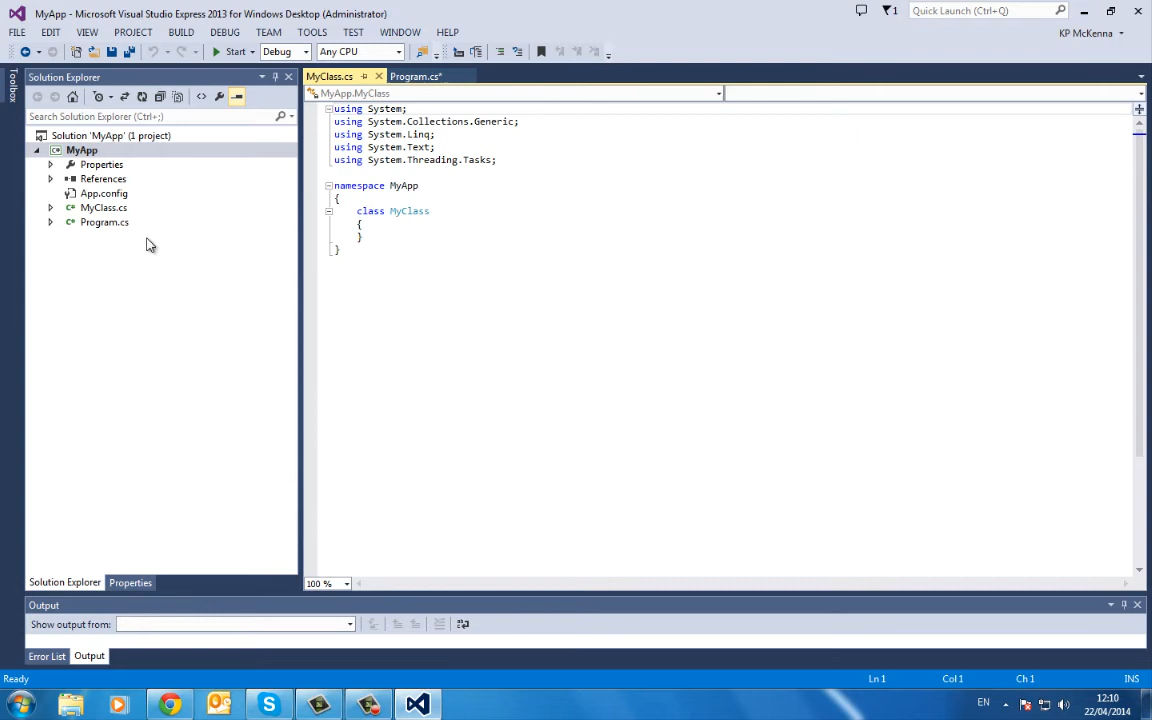 MyApp - Microsoft Visual Studio Express 2013 for Windows Desktop (Administrator)
1
Quick Launch (Ctrl+Q)
FILE EDIT VIEW PROJECT BUILD DEBUG TEAM TOOLS TEST WINDOW HELP
KP McKenna
Start Debug Any CPU
Toolbox
Solution Explorer
MyClass.cs Program.cs*
MyApp.MyClass
Search Solution Explorer (Ctrl+;)
Solution 'MyApp' (1 project)
MyApp
Properties
References
App.config
MyClass.cs
Program.cs
using System;
using System.Collections.Generic;
using System.Linq;
using System.Text;
using System.Threading.Tasks;
namespace MyApp
{
class MyClass
{
}
}
100 %
Solution Explorer Properties
Output
Show output from:
Error List Output
Ready Ln 1 Col 1 Ch 1 INS
EN 12:10
22/04/2014